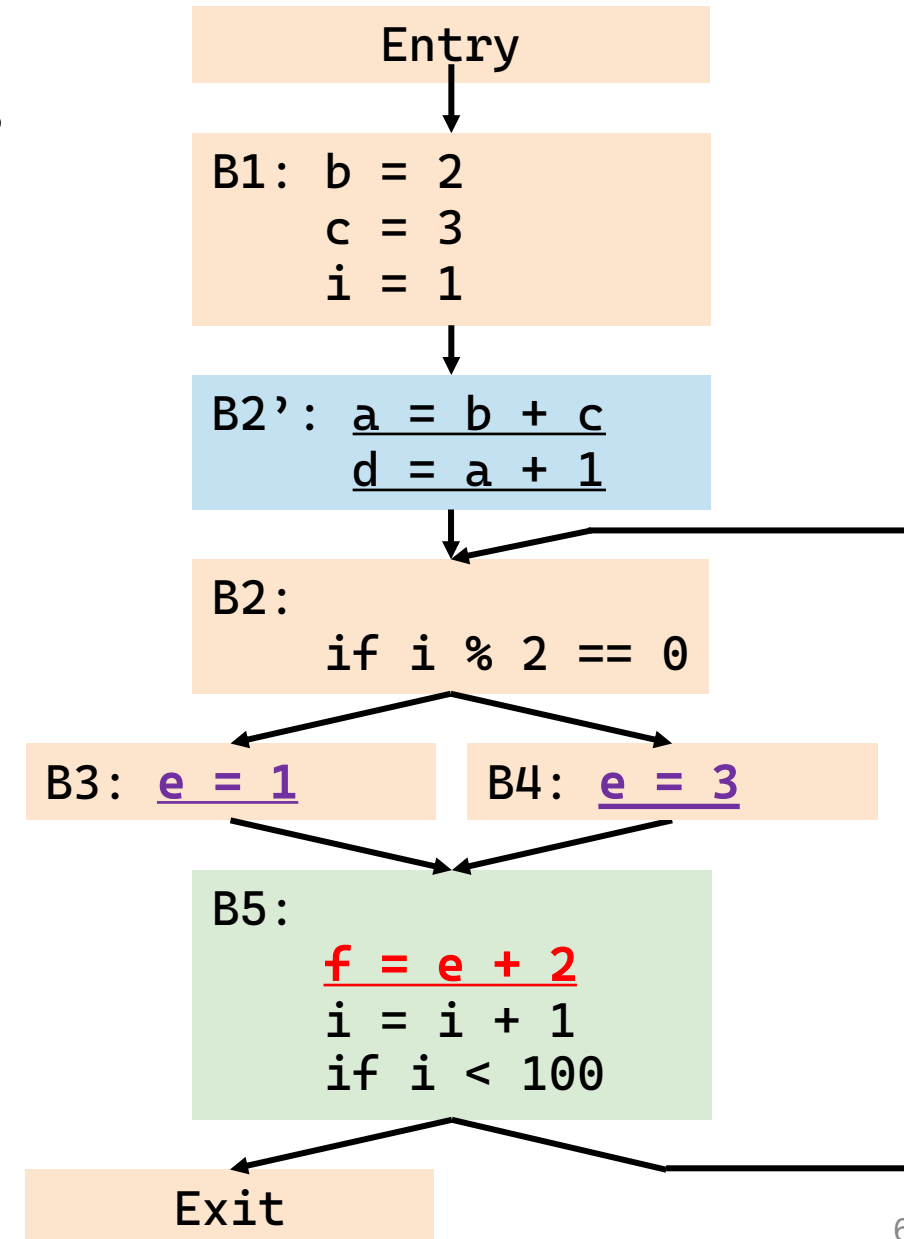 Entry
B1: b = 2
c = 3
i = 1
B2’: a = b + c
d = a + 1
B2:
if i % 2 == 0
B3: e = 1
B4: e = 3
B5:
f = e + 2
i = i + 1
if i < 100
Exit